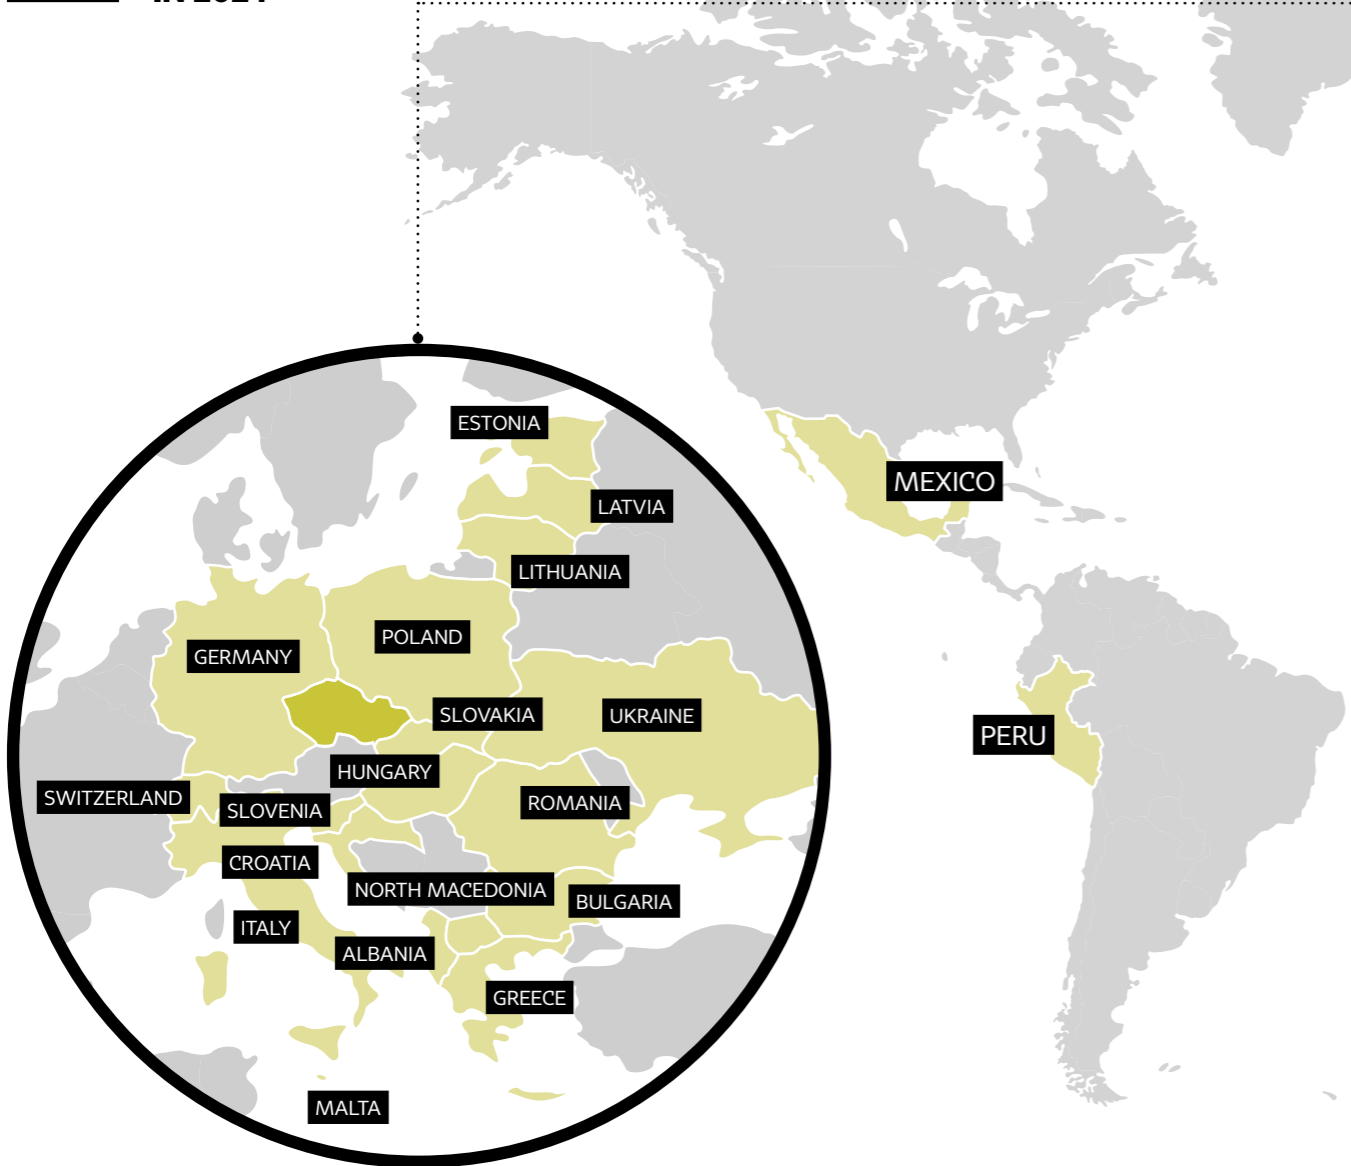 ESTONIA
MEXICO
LATVIA
LITHUANIA
POLAND
GERMANY
SLOVAKIA
UKRAINE
PERU
HUNGARY
SWITZERLAND
SLOVENIA
ROMANIA
CROATIA
NORTH MACEDONIA
BULGARIA
ITALY
ALBANIA
GREECE
MALTA